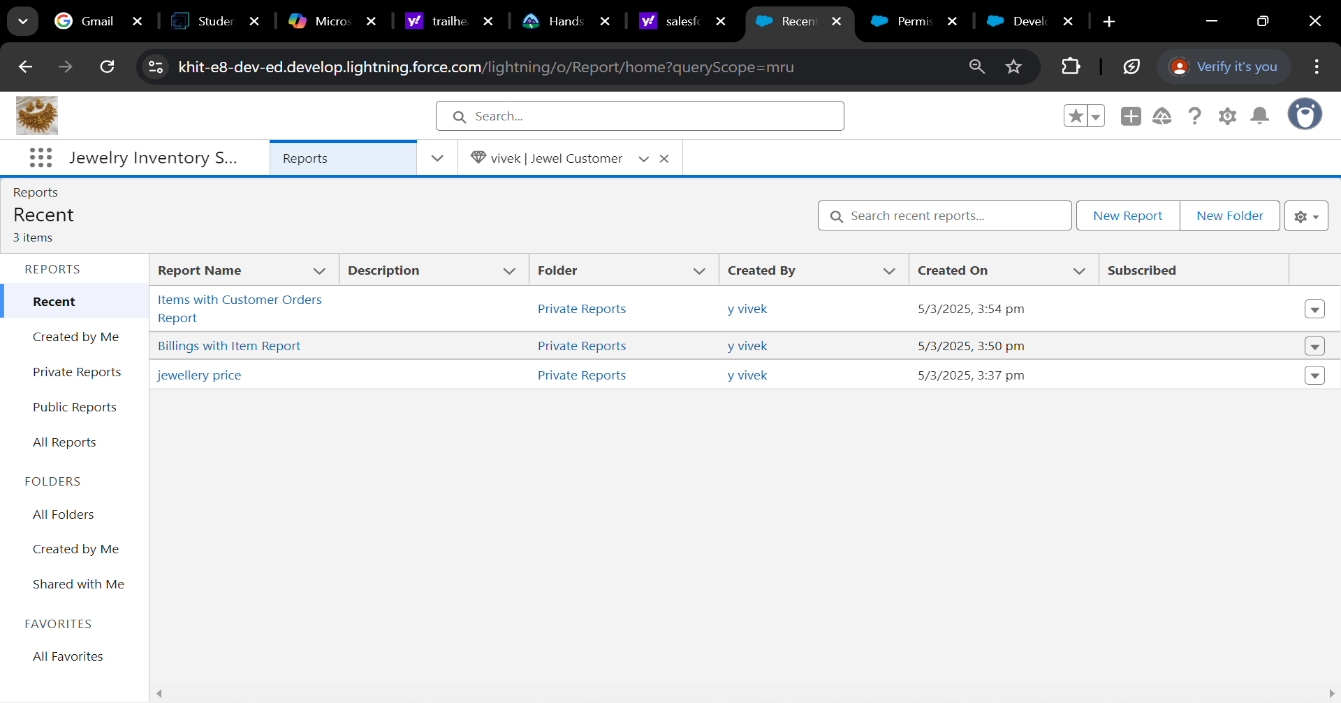 Gmail
Studer
Micros
trailhea
Hands
salesfo
Recent
Permis
Develo
khit-e8-dev-ed.develop.lightning.force.com/lightning/o/Report/home?queryScope=mru
Verify it's you
Search...
Jewelry Inventory S...
Reports
vivek | Jewel Customer
Reports
Recent
3 items
Search recent reports...
New Report
New Folder
REPORTS
Recent
Created by Me
Private Reports
Public Reports
All Reports
FOLDERS
All Folders
Created by Me
Shared with Me
FAVORITES
All Favorites
Report Name Description Folder Created By Created On Subscribed
Items with Customer Orders
Report Private Reports y vivek 5/3/2025, 3:54 pm
Billings with Item Report Private Reports y vivek 5/3/2025, 3:50 pm
jewellery price Private Reports y vivek 5/3/2025, 3:37 pm